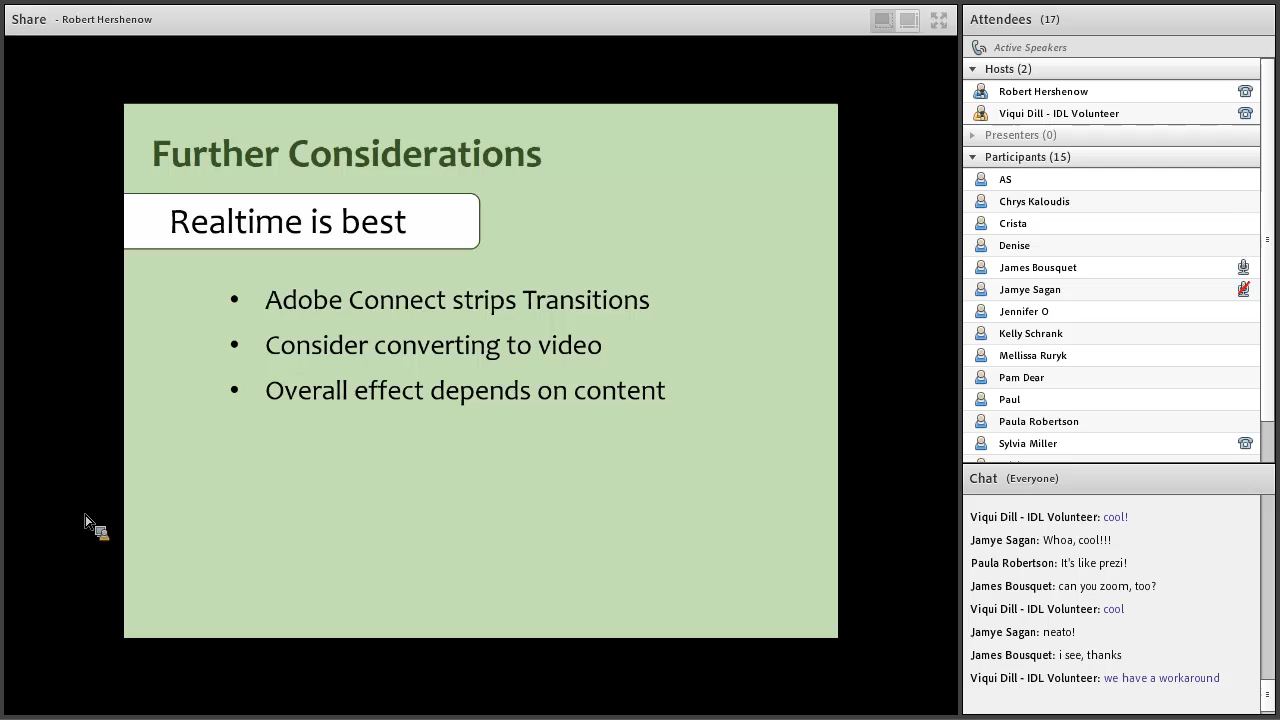 Share - Robert Hershenow
Further Considerations
Realtime is best
• Adobe Connect strips Transitions
• Consider converting to video
• Overall effect depends on content
Attendees (17)
Active Speakers
Hosts (2)
Robert Hershenow
Viqui Dill - IDL Volunteer
Presenters (0)
Participants (15)
AS
Chrys Kaloudis
Crista
Denise
James Bousquet
Jamye Sagan
Jennifer O
Kelly Schrank
Mellissa Ruryk
Pam Dear
Paul
Paula Robertson
Sylvia Miller
Chat (Everyone)
Viqui Dill - IDL Volunteer: cool!
Jamye Sagan: Whoa, cool!!!
Paula Robertson: It's like prezi!
James Bousquet: can you zoom, too?
Viqui Dill - IDL Volunteer: cool
Jamye Sagan: neato!
James Bousquet: i see, thanks
Viqui Dill - IDL Volunteer: we have a workaround